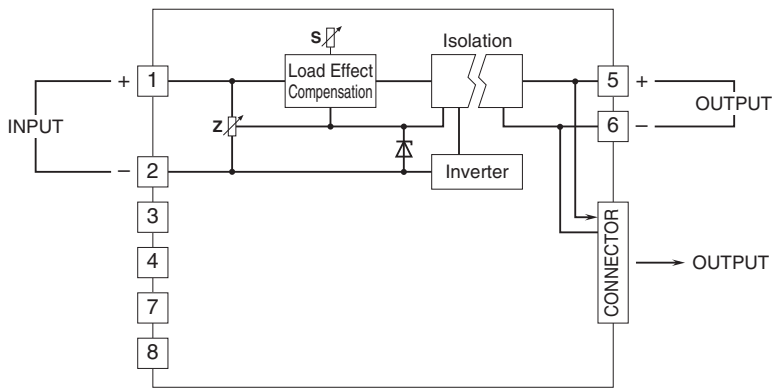 S
Isolation
+ 1
Load Effect
Compensation
5 +
INPUT
OUTPUT
Z
6 –
– 2
Inverter
3
CONNECTOR
4
OUTPUT
7
8